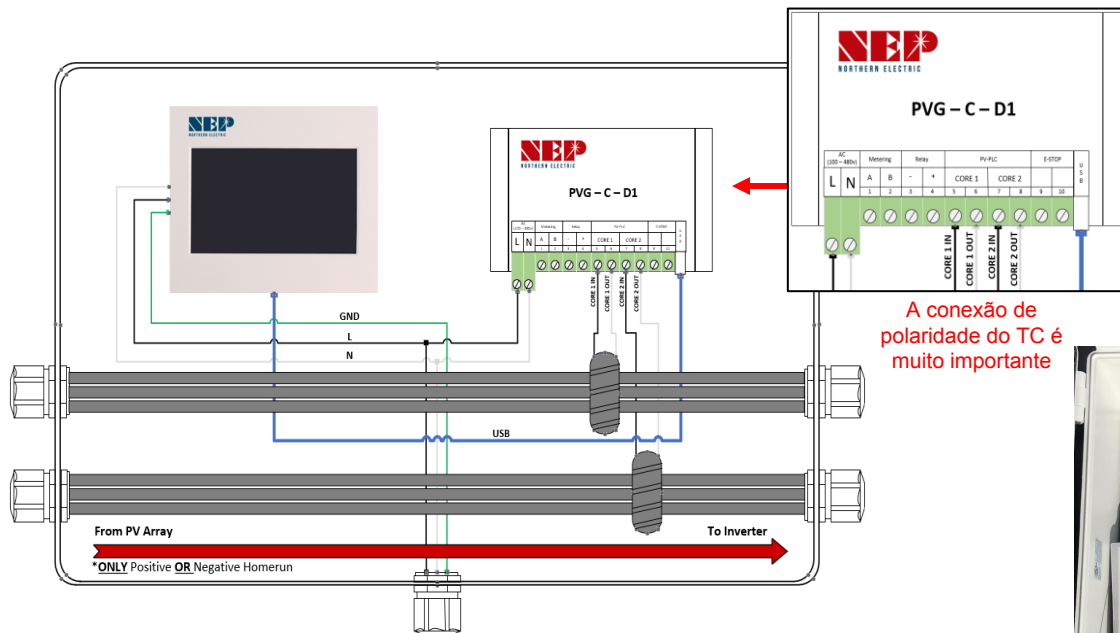 NEP
NORTHERN ELECTRIC
NEP
NORTHERN ELECTRIC
PVG – C – D1
AC
(100 – 480v)
Metering
Relay
PV-PLC
E-STOP
USB
L
N
A
B
-
+
CORE 1
CORE 2
1
2
3
4
5
6
7
8
9
10
CORE 1 IN
CORE 1 OUT
CORE 2 IN
CORE 2 OUT
NEP
NORTHERN ELECTRIC
PVG – C – D1
AC
(100 – 480v)
Metering
Relay
PV-PLC
E-STOP
USB
L
N
A
B
-
+
CORE 1
CORE 2
1
2
3
4
5
6
7
8
9
10
CORE 1 IN
CORE 1 OUT
CORE 2 IN
CORE 2 OUT
A conexão de
polaridade do TC é
muito importante
GND
L
N
USB
From PV Array
To Inverter
*ONLY Positive OR Negative Homerun